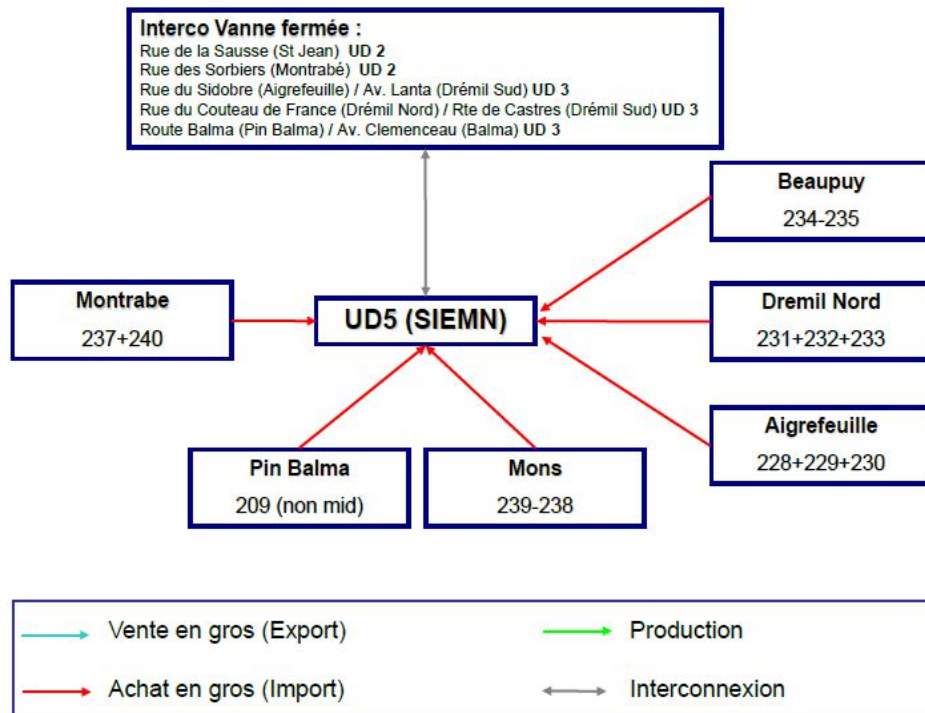 Interco Vanne fermée :
Rue de la Sausse (St Jean) UD 2
Rue des Sorbiers (Montrabé) UD 2
Rue du Sidobre (Aigrefeuille) / Av. Lanta (Drémil Sud) UD 3
Rue du Couteau de France (Drémil Nord) / Rte de Castres (Drémil Sud) UD 3
Route Balma (Pin Balma) / Av. Clemenceau (Balma) UD 3
Beaupuy
234-235
Montrabe
237+240
UD5 (SIEMN)
Dremil Nord
231+232+233
Aigrefeuille
228+229+230
Pin Balma
209 (non mid)
Mons
239-238
Vente en gros (Export)
Production
Achat en gros (Import)
Interconnexion